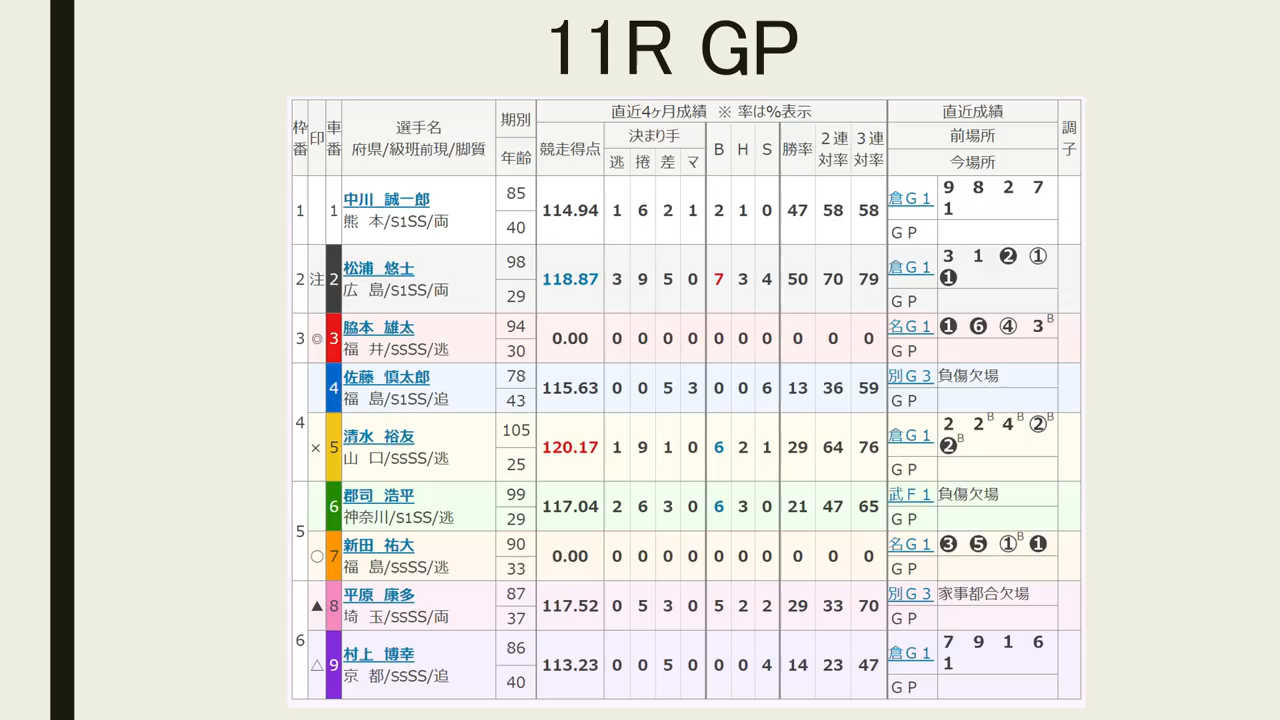 11R GP
枠番 印 車番 選手名 府県/級班前現/脚質 期別 年齢 直近4ヶ月成績 ※ 率は%表示 直近成績 調子
競走得点 決まり手 B H S 勝率 2連対率 3連対率 前場所
逃 捲 差 マ 今場所
1 1 中川 誠一郎 85 114.94 1 6 2 1 2 1 0 47 58 58 倉G1 9 8 2 7
1
熊 本/S1SS/両 40 GP
2 注 2 松浦 悠士 98 118.87 3 9 5 0 7 3 4 50 70 79 倉G1 3 1 ❷ ①
❶
広 島/S1SS/両 29 GP
3 ◎ 3 脇本 雄太 94 0.00 0 0 0 0 0 0 0 0 0 0 名G1 ❶ ❻ ④ 3B
福 井/SSSS/逃 30 GP
4 4 佐藤 慎太郎 78 115.63 0 0 5 3 0 0 6 13 36 59 別G3 負傷欠場
福 島/S1SS/追 43 GP
× 5 清水 裕友 105 120.17 1 9 1 0 6 2 1 29 64 76 倉G1 2 2B 4B ②B
❷B
山 口/SSSS/逃 25 GP
5 6 郡司 浩平 99 117.04 2 6 3 0 6 3 0 21 47 65 武F1 負傷欠場
神奈川/S1SS/逃 29 GP
○ 7 新田 祐大 90 0.00 0 0 0 0 0 0 0 0 0 0 名G1 ❸ ❺ ①B ❶
福 島/SSSS/逃 33 GP
6 ▲ 8 平原 康多 87 117.52 0 5 3 0 5 2 2 29 33 70 別G3 家事都合欠場
埼 玉/SSSS/両 37 GP
△ 9 村上 博幸 86 113.23 0 0 5 0 0 0 4 14 23 47 倉G1 7 9 1 6
1
京 都/SSSS/追 40 GP